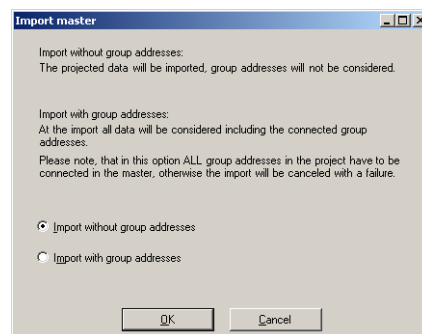 Import master
Import without group addresses:
The projected data will be imported, group addresses will not be considered.
Import with group addresses:
At the import all data will be considered including the connected group
addresses.
Please note, that in this option ALL group addresses in the project have to be
connected in the master, otherwise the import will be canceled with a failure.
Import without group addresses
Import with group addresses
OK
Cancel